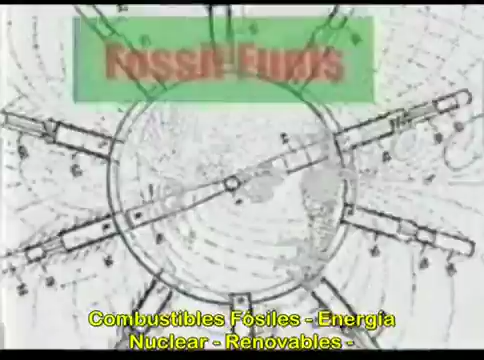 Fossil Fuels
Combustibles Fósiles - Energía
Nuclear - Renovables -